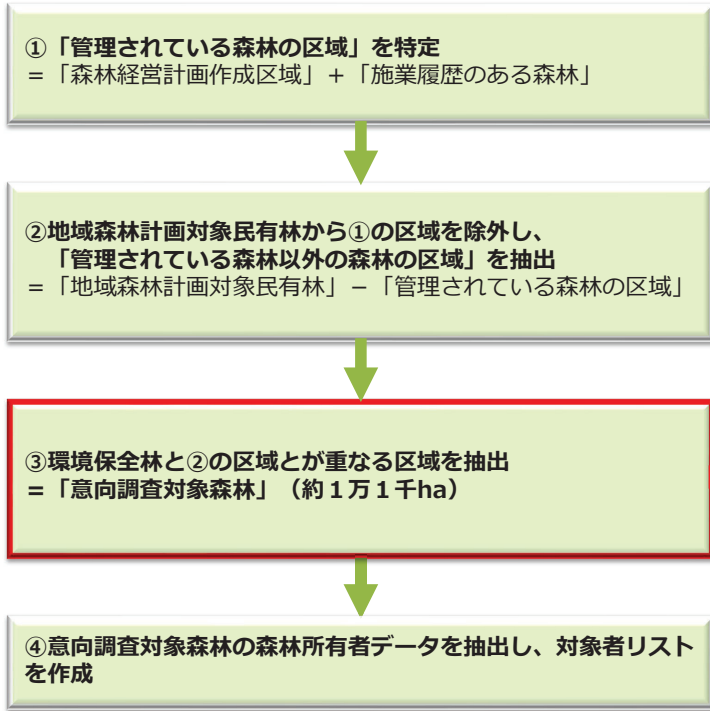 ①「管理されている森林の区域」を特定
＝「森林経営計画作成区域」＋「施業履歴のある森林」
②地域森林計画対象民有林から①の区域を除外し、
「管理されている森林以外の森林の区域」を抽出
＝「地域森林計画対象民有林」－「管理されている森林の区域」
③環境保全林と②の区域とが重なる区域を抽出
＝「意向調査対象森林」（約１万１千ha）
④意向調査対象森林の森林所有者データを抽出し、対象者リスト
を作成